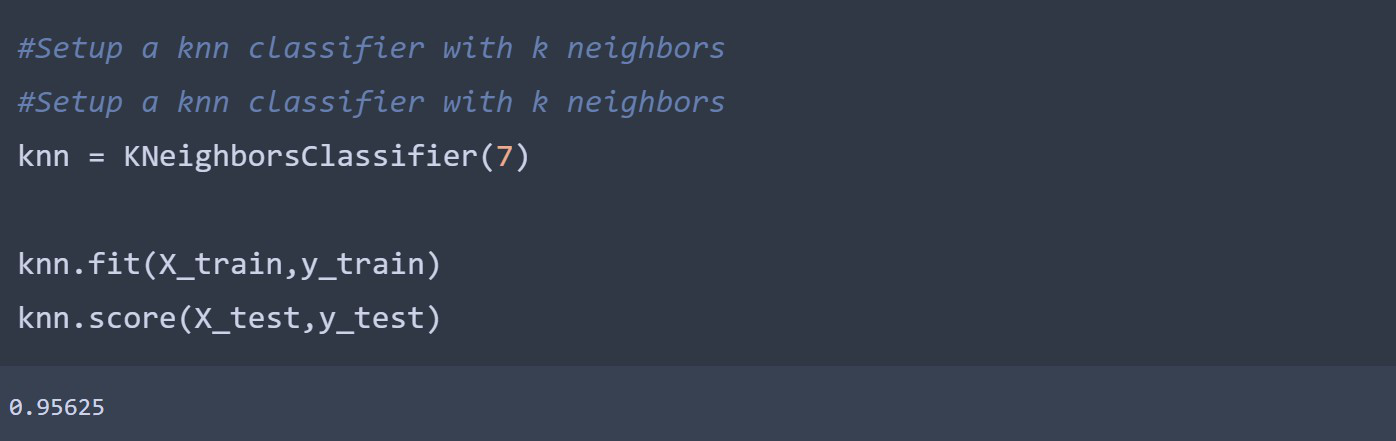 #Setup a knn classifier with k neighbors
#Setup a knn classifier with k neighbors
knn = KNeighborsClassifier(7)
knn.fit(X_train,y_train)
knn.score(X_test,y_test)
0.95625